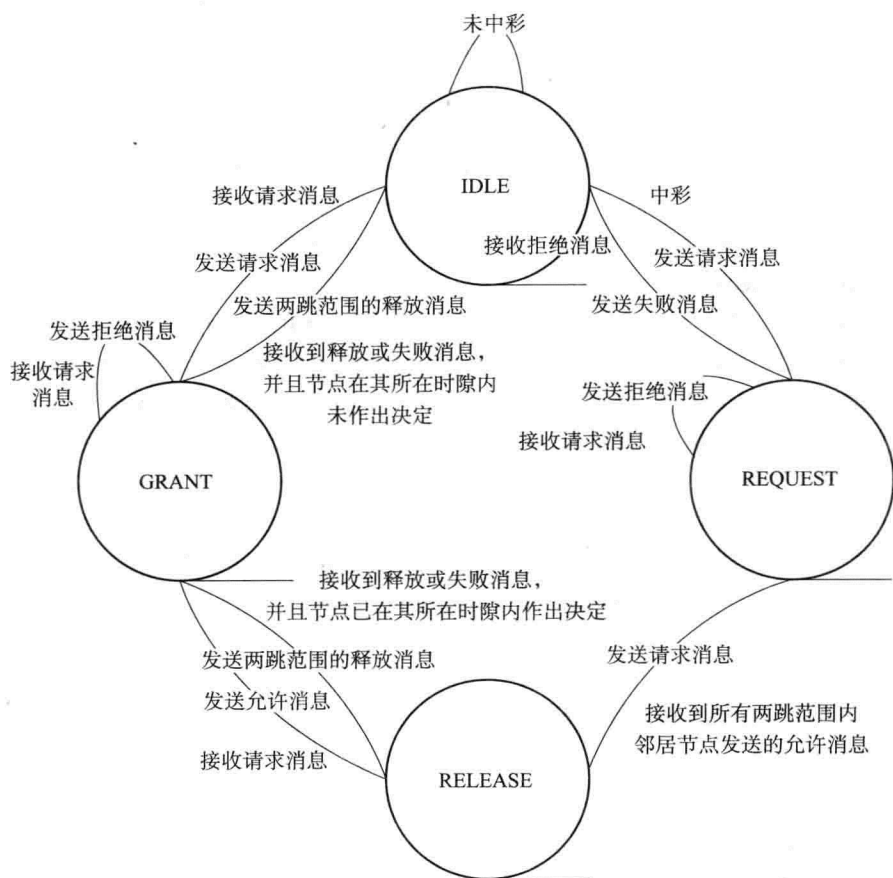 未中彩
IDLE
接收请求消息
中彩
接收拒绝消息
发送请求消息
发送请求消息
发送两跳范围的释放消息
发送失败消息
发送拒绝消息
接收请求
消息
接收到释放或失败消息，
并且节点在其所在时隙内
未作出决定
发送拒绝消息
接收请求消息
GRANT
REQUEST
接收到释放或失败消息，
并且节点已在其所在时隙内作出决定
发送两跳范围的释放消息
发送请求消息
发送允许消息
接收请求消息
接收到所有两跳范围内
邻居节点发送的允许消息
RELEASE